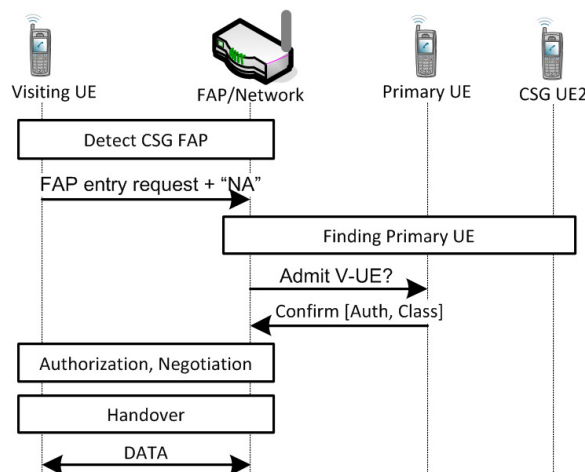 Visiting UE
FAP/Network
Primary UE
CSG UE2
Detect CSG FAP
FAP entry request + “NA”
Finding Primary UE
Admit V-UE?
Confirm [Auth, Class]
Authorization, Negotiation
Handover
DATA